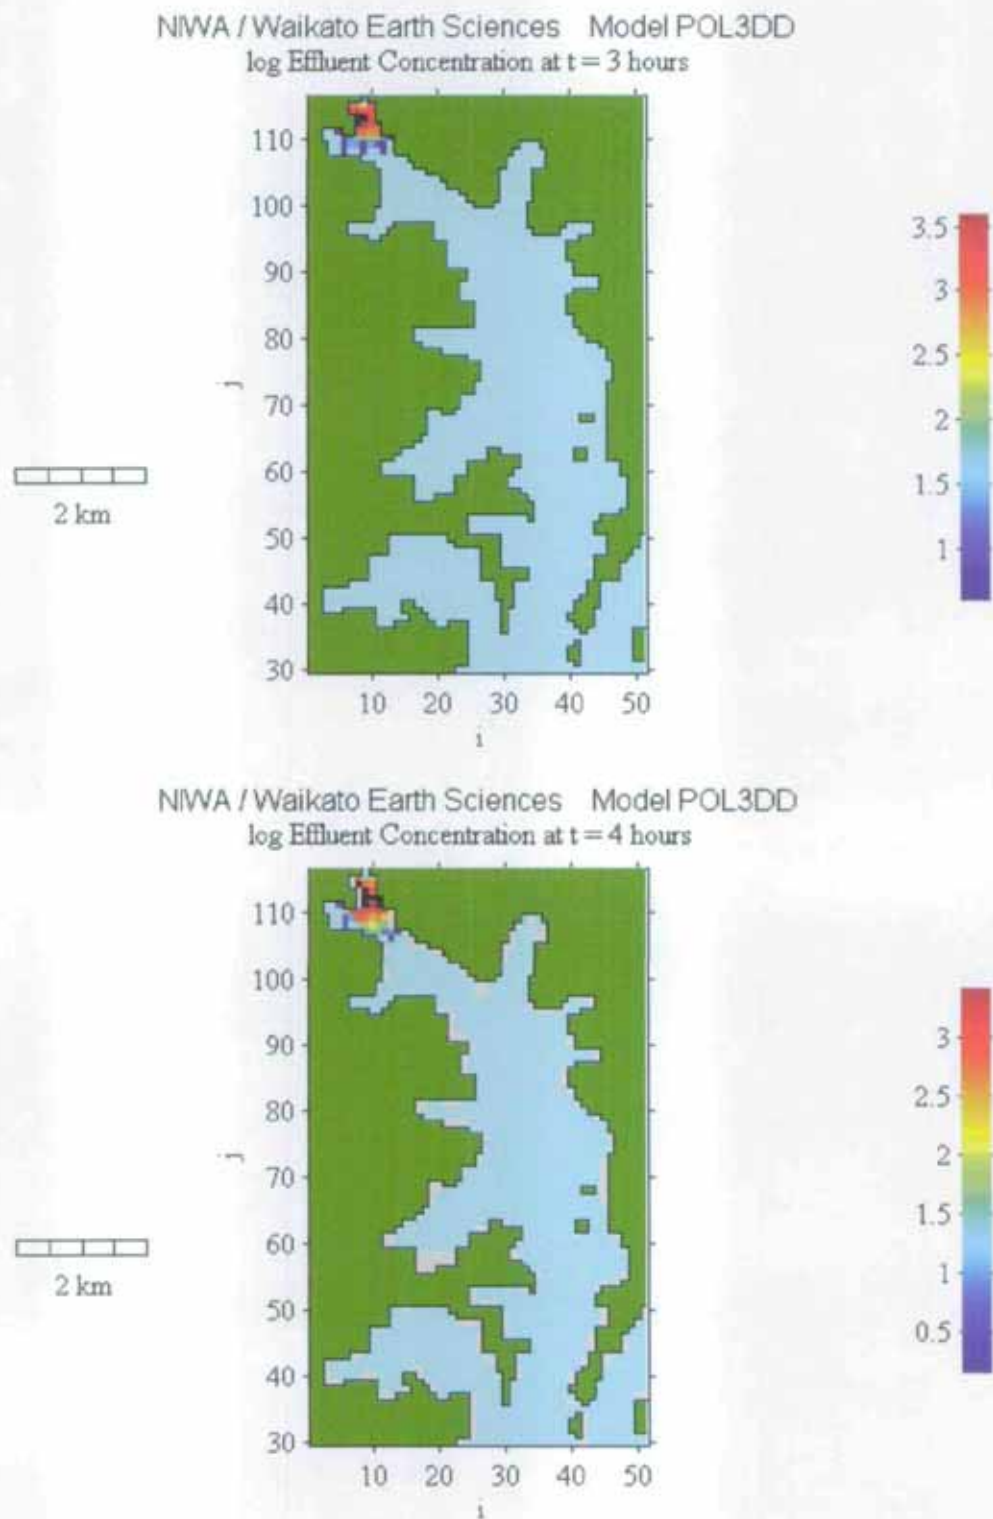 NIWA / Waikato Earth Sciences Model POL3DD
log Effluent Concentration at t = 3 hours
110
100
90
80
70
60
50
40
30
j
10 20 30 40 50
i
2 km
3.5
3
2.5
2
1.5
1
NIWA / Waikato Earth Sciences Model POL3DD
log Effluent Concentration at t = 4 hours
110
100
90
80
70
60
50
40
30
j
10 20 30 40 50
i
2 km
3
2.5
2
1.5
1
0.5